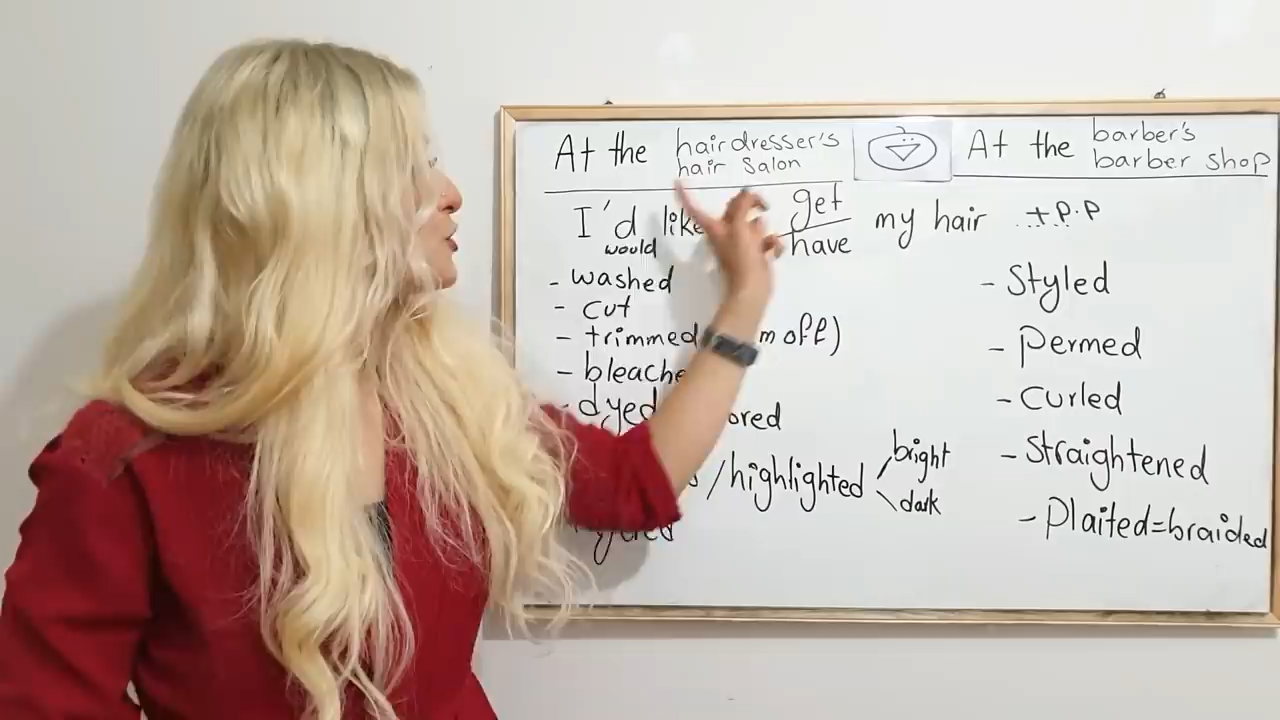 At the hairdresser's
hair salon
At the barber's
barber shop
I'd like get my hair ...+P.P
would have
- washed
- cut
- trimmed m off)
- bleache
- dyed ored
/highlighted bright
dark
- Styled
- Permed
- Curled
- Straightened
- Plaited=braided